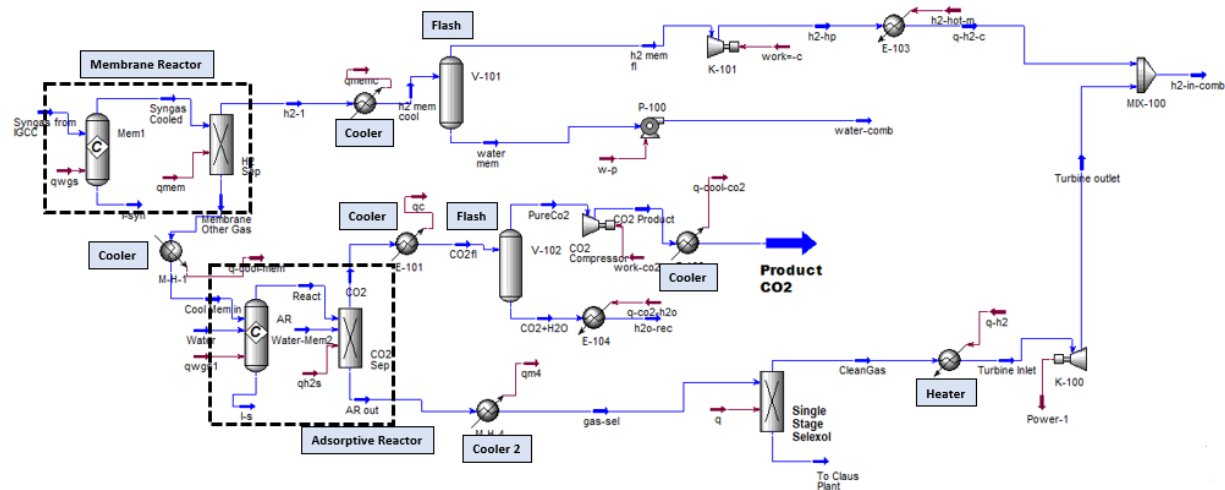 Flash
Membrane Reactor
Syngas from
IGCC
Mem1
C
qwgs
l-syn
Syngas
Cooled
qmem
H2
Sep
h2-1
qmemc
Cooler
h2 mem
cool
V-101
h2 mem
fl
K-101
work=-c
h2-hp
h2-hot-m
E-103
q-h2-c
MIX-100
h2-in-comb
water
mem
P-100
w-p
water-comb
Turbine outlet
Membrane
Other Gas
Cooler
M-H-1
q-cool-mem
Cooler
qc
E-101
Flash
CO2fl
V-102
PureCo2
CO2
Compressor
work-co2
CO2 Product
q-cool-co2
Cooler
Product
CO2
CO2+H2O
q-co2-h2o
E-104
h2o-rec
Cool Mem in
Water
qwgs1
React
AR
C
Water-Mem2
qh2s
l-s
CO2
CO2
Sep
AR out
Adsorptive Reactor
qm4
M-H-4
Cooler 2
gas-sel
q
Single
Stage
Selexol
To Claus
Plant
CleanGas
q-h2
Heater
Turbine Inlet
K-100
Power-1